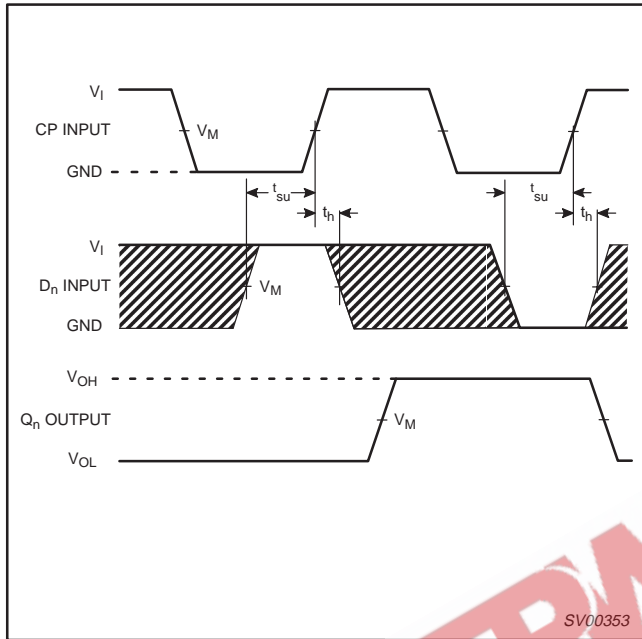 V_I
CP INPUT
V_M
GND
t_su
t_h
t_su
t_h
V_I
D_n INPUT
V_M
GND
V_OH
Q_n OUTPUT
V_M
V_OL
SV00353